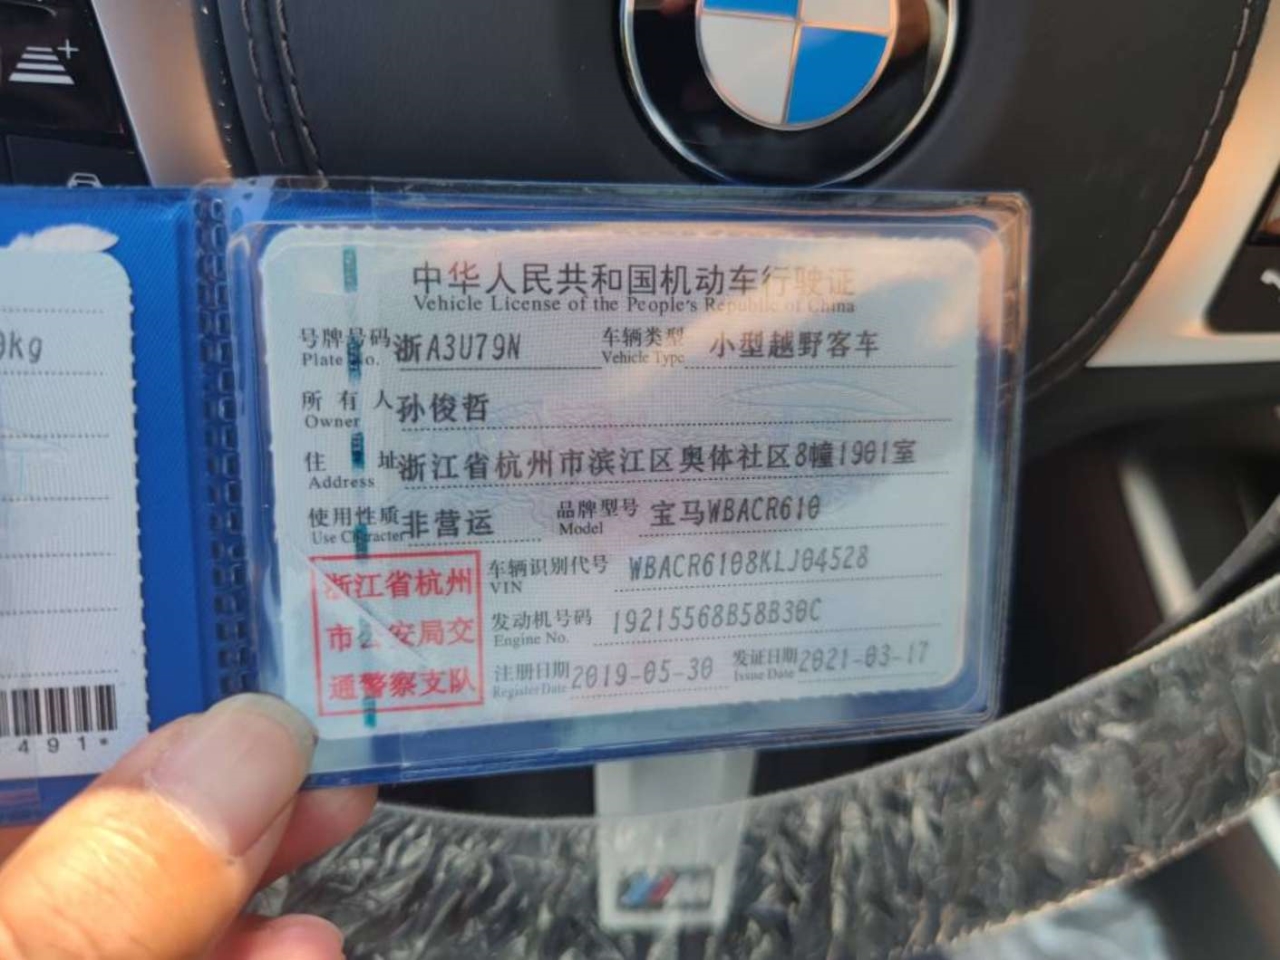 0kg
491*
中华人民共和国机动车行驶证
Vehicle License of the People's Republic of China
号牌号码 浙A3U79N 车辆类型 小型越野客车
Plate No. Vehicle Type
所有人 孙俊哲
Owner
住址 浙江省杭州市滨江区奥体社区8幢1901室
Address
使用性质 非营运 品牌型号 宝马WBACR610
Use Character Model
浙江省杭州
市公安局交
通警察支队
车辆识别代号 WBACR6108KLJ04528
VIN
发动机号码 19215568B58B30C
Engine No.
注册日期 2019-05-30 发证日期 2021-03-17
Register Date Issue Date